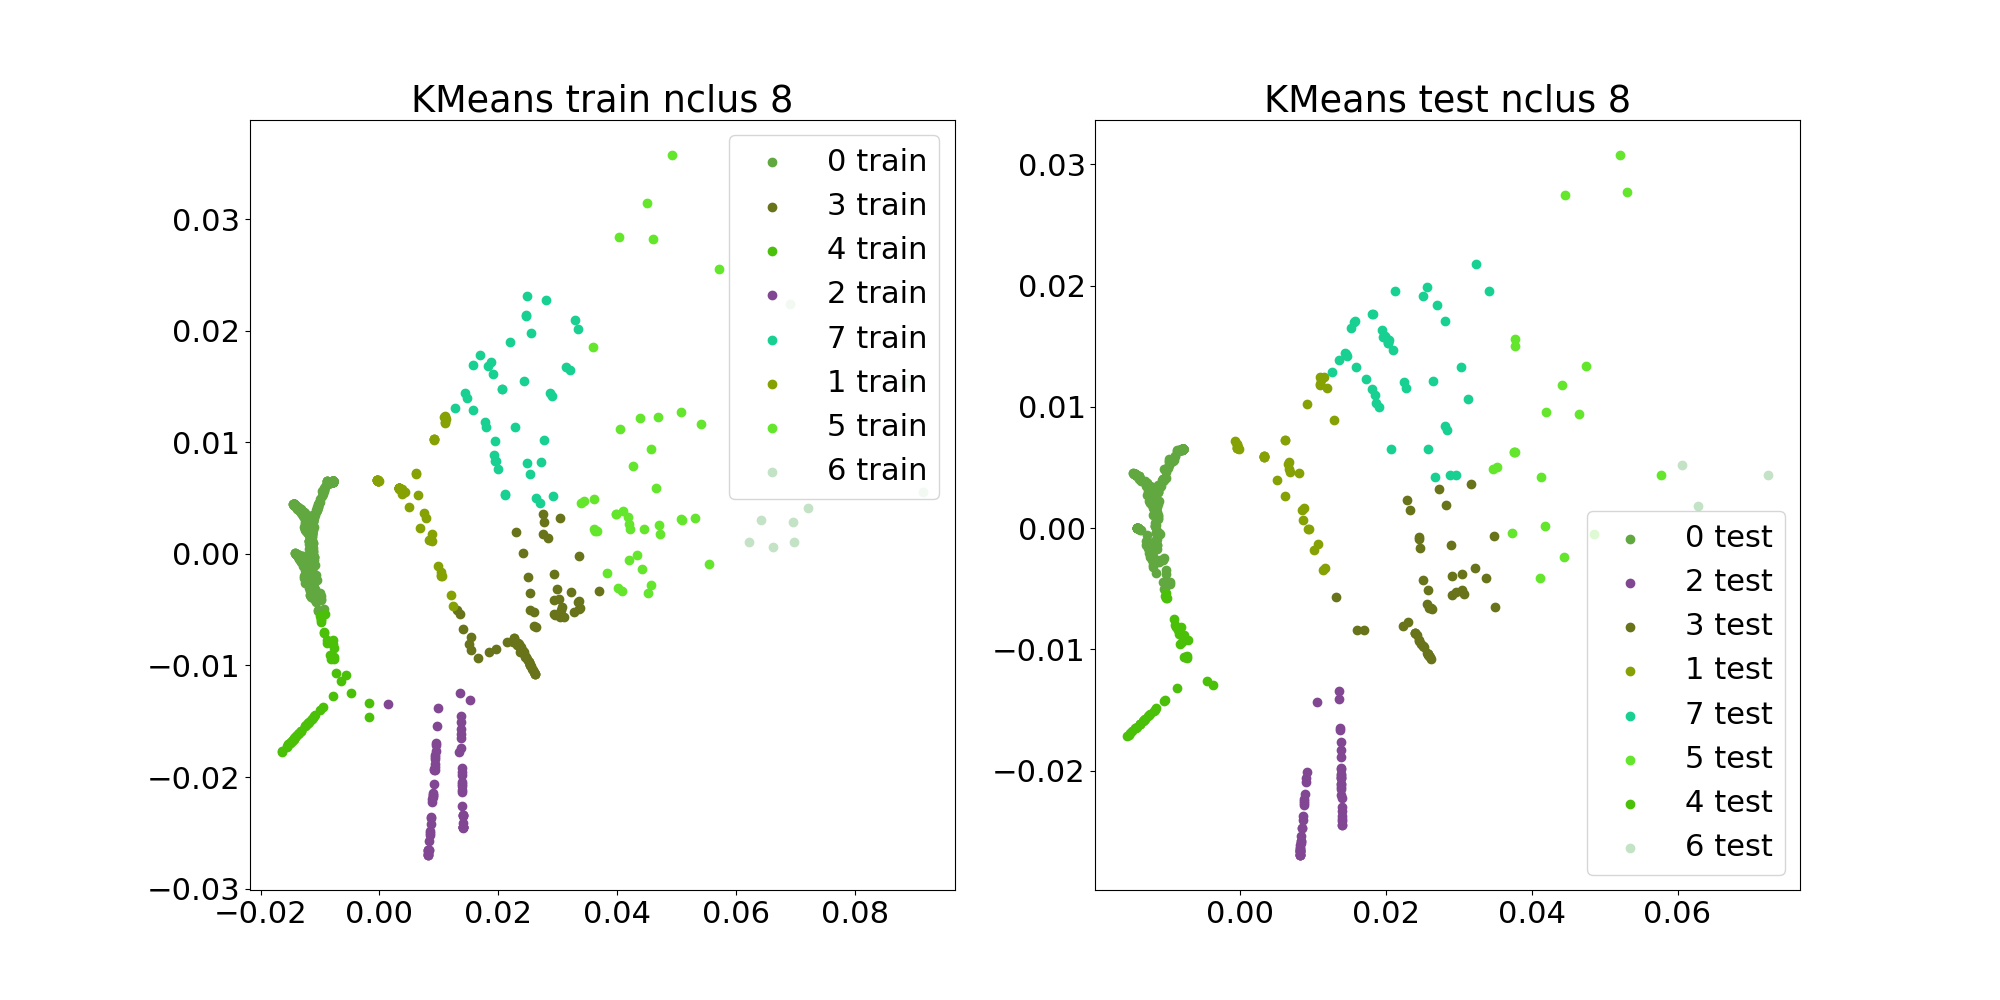 KMeans train nclus 8
0.03
0.02
0.01
0.00
−0.01
−0.02
−0.03
−0.02 0.00 0.02 0.04 0.06 0.08
0 train
3 train
4 train
2 train
7 train
1 train
5 train
6 train
KMeans test nclus 8
0.03
0.02
0.01
0.00
−0.01
−0.02
0.00 0.02 0.04 0.06
0 test
2 test
3 test
1 test
7 test
5 test
4 test
6 test